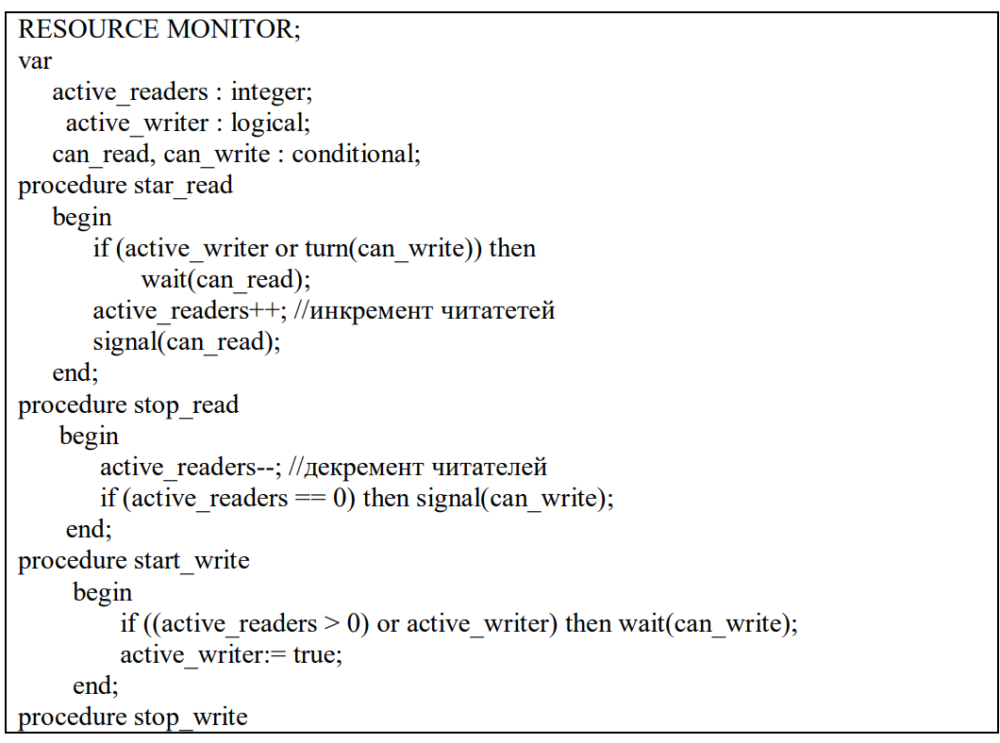 RESOURCE MONITOR;
var
active_readers : integer;
active_writer : logical;
can_read, can_write : conditional;
procedure star_read
begin
if (active_writer or turn(can_write)) then
wait(can_read);
active_readers++; //инкремент читатетей
signal(can_read);
end;
procedure stop_read
begin
active_readers--; //декремент читателей
if (active_readers == 0) then signal(can_write);
end;
procedure start_write
begin
if ((active_readers > 0) or active_writer) then wait(can_write);
active_writer:= true;
end;
procedure stop_write